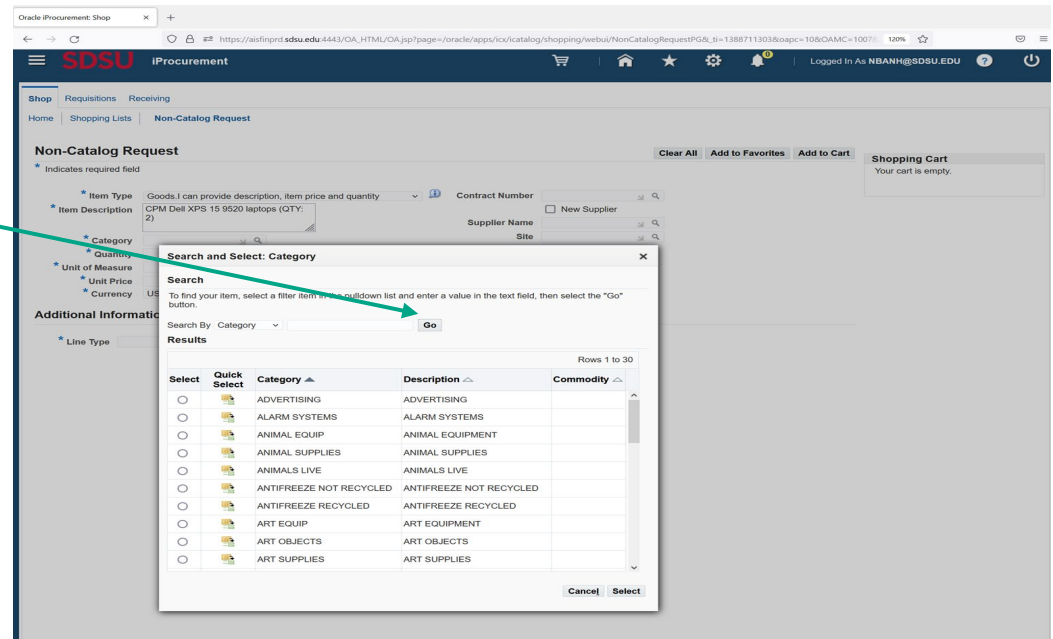 Oracle iProcurement: Shop × +
https://aisfinprd.sdsu.edu:4443/OA_HTML/OA.jsp?page=/oracle/apps/icx/icatalog/shopping/webui/NonCatalogRequestPG&_ti=1388711303&oapc=10&OAMC=1007 120%
SDSU iProcurement 0 Logged In As NBANH@SDSU.EDU ?
Shop Requisitions Receiving
Home Shopping Lists Non-Catalog Request
Non-Catalog Request Clear All Add to Favorites Add to Cart Shopping Cart
* Indicates required field Your cart is empty.
* Item Type Goods.I can provide description, item price and quantity Contract Number
* Item Description CPM Dell XPS 15 9520 laptops (QTY: New Supplier
2) Supplier Name
* Category Site
* Quantity
* Unit of Measure
* Unit Price
* Currency US
Additional Informatio
* Line Type
Search and Select: Category ×
Search
To find your item, select a filter item in the pulldown list and enter a value in the text field, then select the "Go"
button.
Search By Category Go
Results
Rows 1 to 30
Select Quick Select Category Description Commodity
ADVERTISING ADVERTISING
ALARM SYSTEMS ALARM SYSTEMS
ANIMAL EQUIP ANIMAL EQUIPMENT
ANIMAL SUPPLIES ANIMAL SUPPLIES
ANIMALS LIVE ANIMALS LIVE
ANTIFREEZE NOT RECYCLED ANTIFREEZE NOT RECYCLED
ANTIFREEZE RECYCLED ANTIFREEZE RECYCLED
ART EQUIP ART EQUIPMENT
ART OBJECTS ART OBJECTS
ART SUPPLIES ART SUPPLIES
Cancel Select